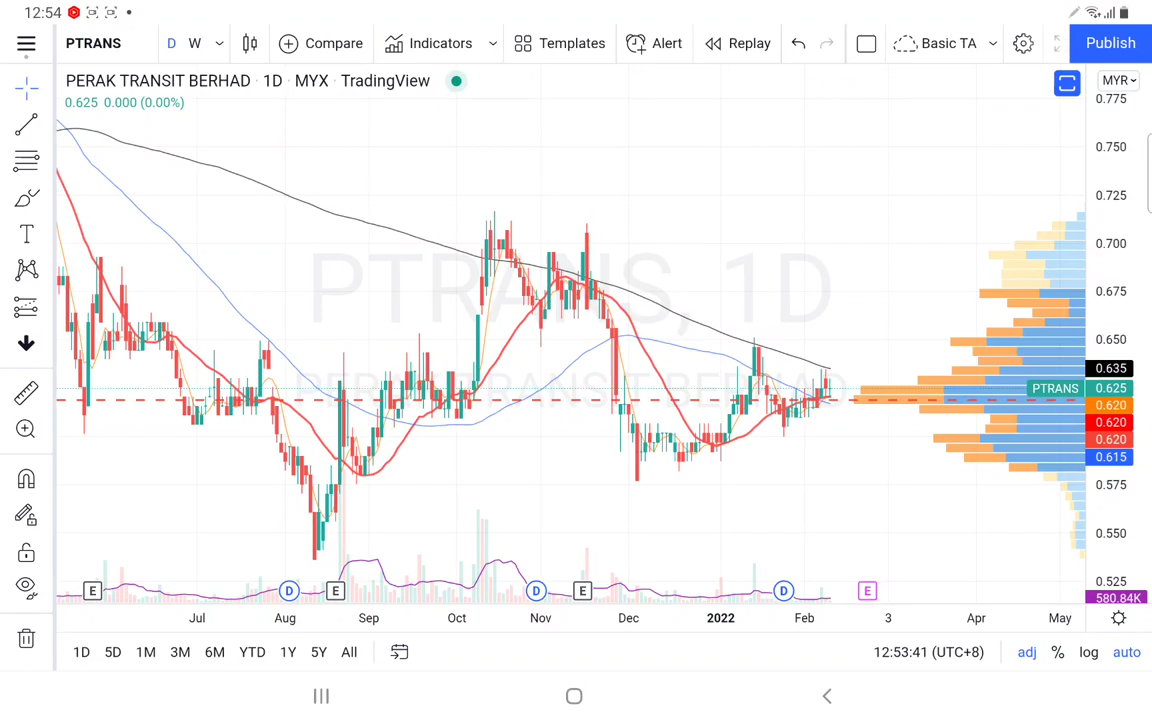 12:54
PTRANS D W Compare Indicators Templates Alert Replay Basic TA Publish
PERAK TRANSIT BERHAD · 1D · MYX · TradingView
MYR
0.625 0.000 (0.00%)
0.775
0.750
0.725
0.700
0.675
0.650
0.635
PTRANS 0.625
0.620
0.620
0.620
0.615
0.575
0.550
0.525
580.84K
PTRANS, 1D
PERAK TRANSIT BERHAD
E D E D E D E
Jul Aug Sep Oct Nov Dec 2022 Feb 3 Apr May
1D 5D 1M 3M 6M YTD 1Y 5Y All 12:53:41 (UTC+8) adj % log auto